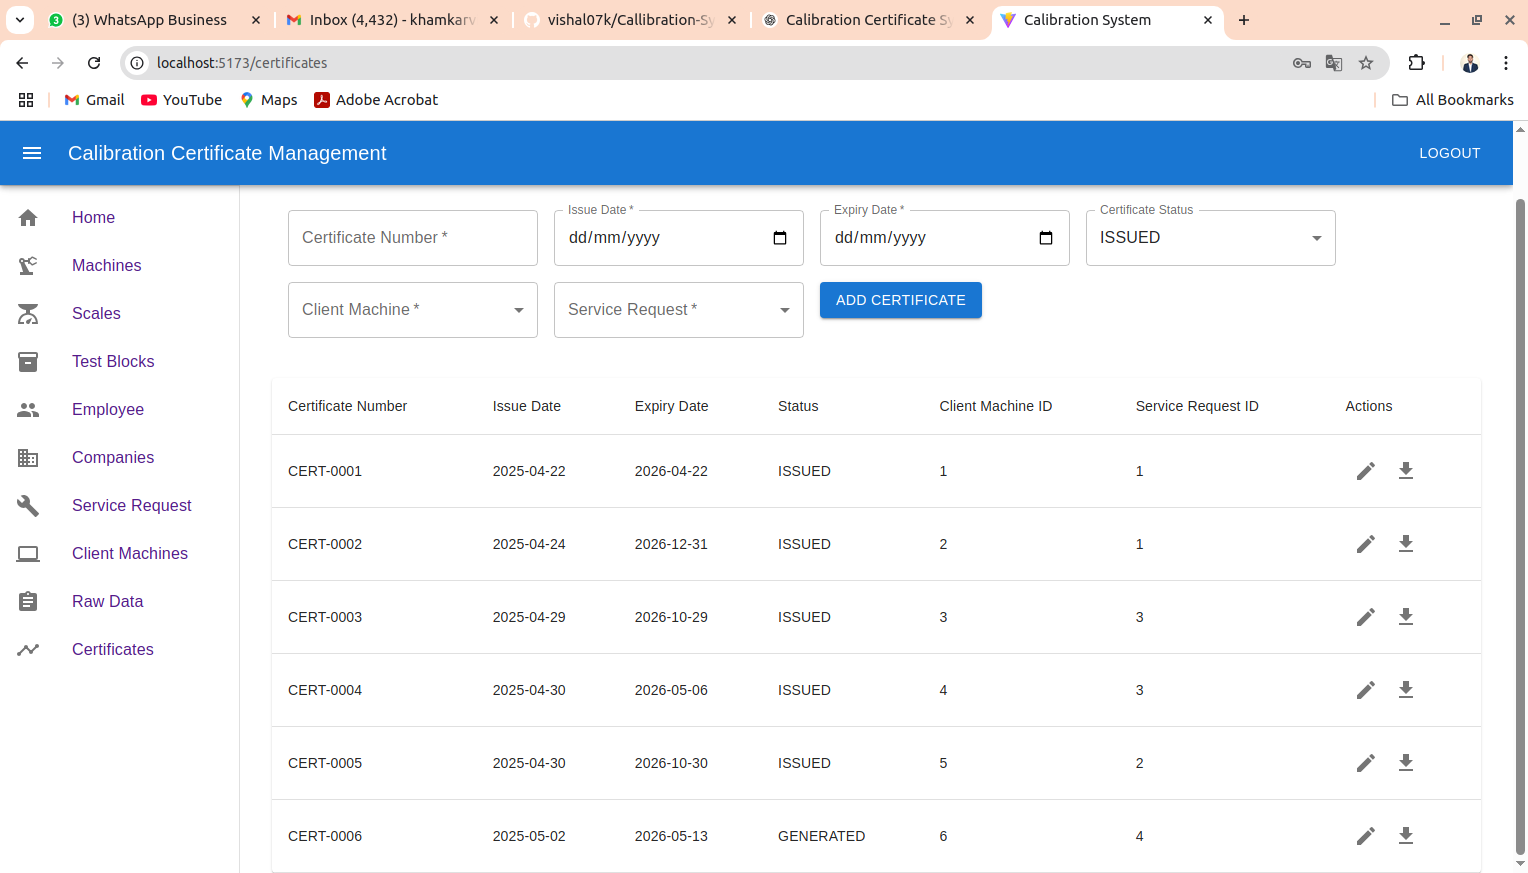 (3) WhatsApp Business
Inbox (4,432) - khamkarv
vishal07k/Callibration-Sy
Calibration Certificate Sy
Calibration System
localhost:5173/certificates
Gmail
YouTube
Maps
Adobe Acrobat
All Bookmarks
Calibration Certificate Management
LOGOUT
Home
Machines
Scales
Test Blocks
Employee
Companies
Service Request
Client Machines
Raw Data
Certificates
Certificate Number *
Issue Date *
dd/mm/yyyy
Expiry Date *
dd/mm/yyyy
Certificate Status
ISSUED
Client Machine *
Service Request *
ADD CERTIFICATE
Certificate Number Issue Date Expiry Date Status Client Machine ID Service Request ID Actions
CERT-0001 2025-04-22 2026-04-22 ISSUED 1 1
CERT-0002 2025-04-24 2026-12-31 ISSUED 2 1
CERT-0003 2025-04-29 2026-10-29 ISSUED 3 3
CERT-0004 2025-04-30 2026-05-06 ISSUED 4 3
CERT-0005 2025-04-30 2026-10-30 ISSUED 5 2
CERT-0006 2025-05-02 2026-05-13 GENERATED 6 4